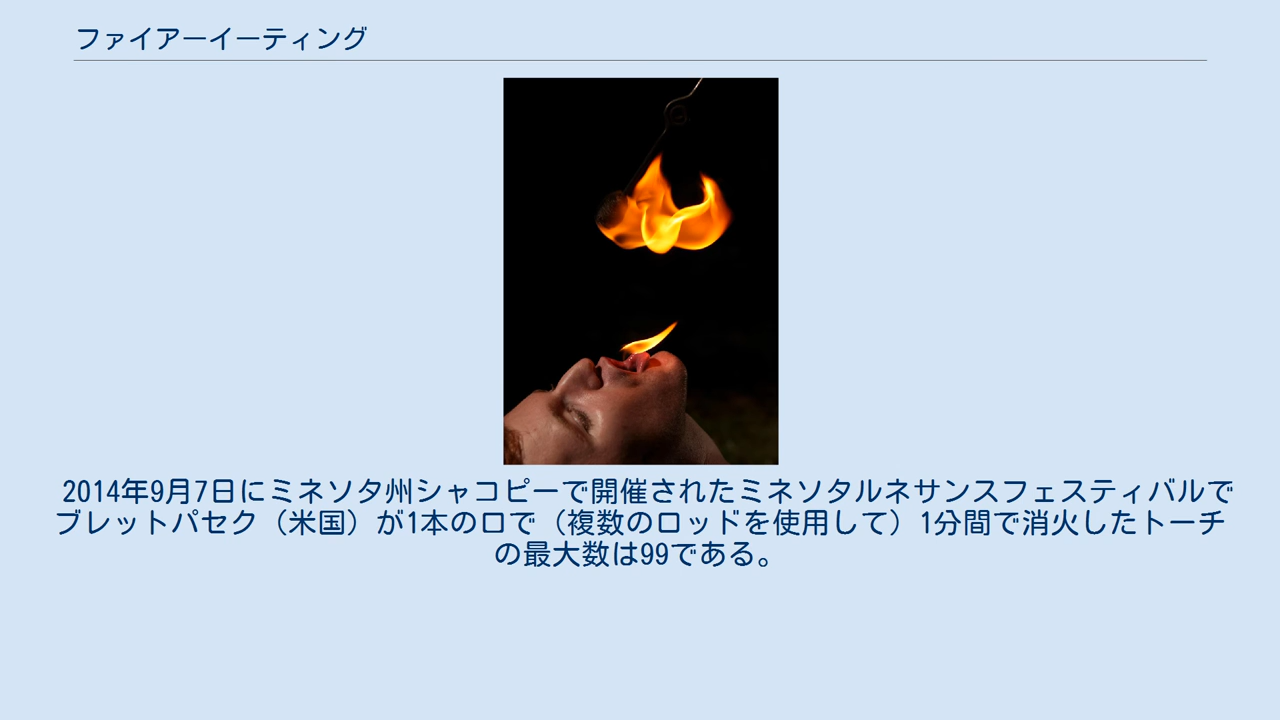 ファイアーイーティング
2014年9月7日にミネソタ州シャコピーで開催されたミネソタルネサンスフェスティバルで
ブレットパセク（米国）が1本の口で（複数のロッドを使用して）1分間で消火したトーチ
の最大数は99である。